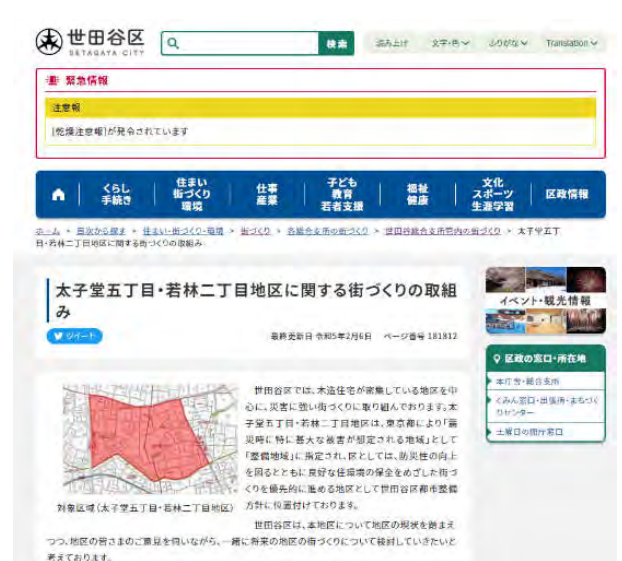 世田谷区
SETAGAYA CITY
検索
読み上げ
文字・色
ふりがな
Translation
緊急情報
注意報
[乾燥注意報]が発令されています
くらし
手続き
住まい
街づくり
環境
仕事
産業
子ども
教育
若者支援
福祉
健康
文化
スポーツ
生涯学習
区政情報
ホーム > 目次から探す > 住まい・街づくり・環境 > 街づくり > 各総合支所の街づくり > 世田谷総合支所管内の街づくり > 太子堂五丁
目・若林二丁目地区に関する街づくりの取組み
太子堂五丁目・若林二丁目地区に関する街づくりの取組
み
ツイート
最終更新日 令和5年2月6日 ページ番号 181812
イベント・観光情報
区政の窓口・所在地
本庁舎・総合支所
くみん窓口・出張所・まちづく
りセンター
土曜日の開庁窓口
世田谷区では、木造住宅が密集している地区を中
心に、災害に強い街づくりに取り組んでおります。太
子堂五丁目・若林二丁目地区は、東京都により「震
災時に特に甚大な被害が想定される地域」として
「整備地域」に指定され、区としては、防災性の向上
を図るとともに良好な住環境の保全をめざした街づ
くりを優先的に進める地区として世田谷区都市整備
方針に位置付けております。
対象区域（太子堂五丁目・若林二丁目地区）
世田谷区は、本地区について地区の現状を踏まえ
つつ、地区の皆さまのご意見を伺いながら、一緒に将来の地区の街づくりについて検討していきたいと
考えております。